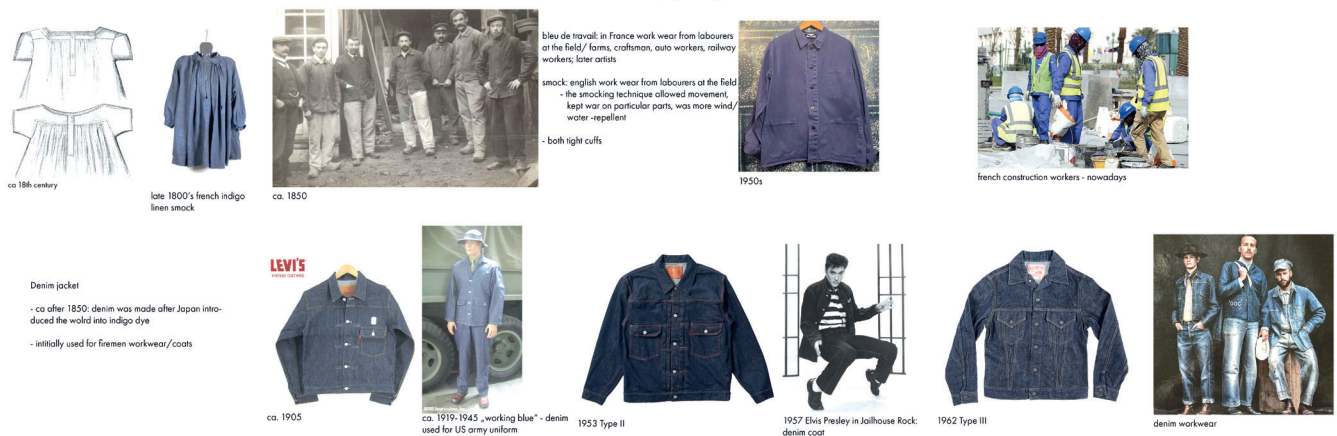 bleu de travail: in France work wear from labourers
at the field/ farms, craftsman, auto workers, railway
workers; later artists
smock: english work wear from labourers at the field
- the smocking technique allowed movement,
kept war on particular parts, was more wind/
water -repellent
- both tight cuffs
ca 18th century
late 1800's french indigo
linen smock
ca. 1850
1950s
french construction workers - nowadays
Denim jacket
- ca after 1850: denim was made after Japan intro-
duced the wolrd into indigo dye
- intitially used for firemen workwear/coats
LEVI'S
VINTAGE CLOTHING
ca. 1905
ca. 1919-1945 „working blue" - denim
used for US army uniform
1953 Type II
1957 Elvis Presley in Jailhouse Rock:
denim coat
1962 Type III
denim workwear